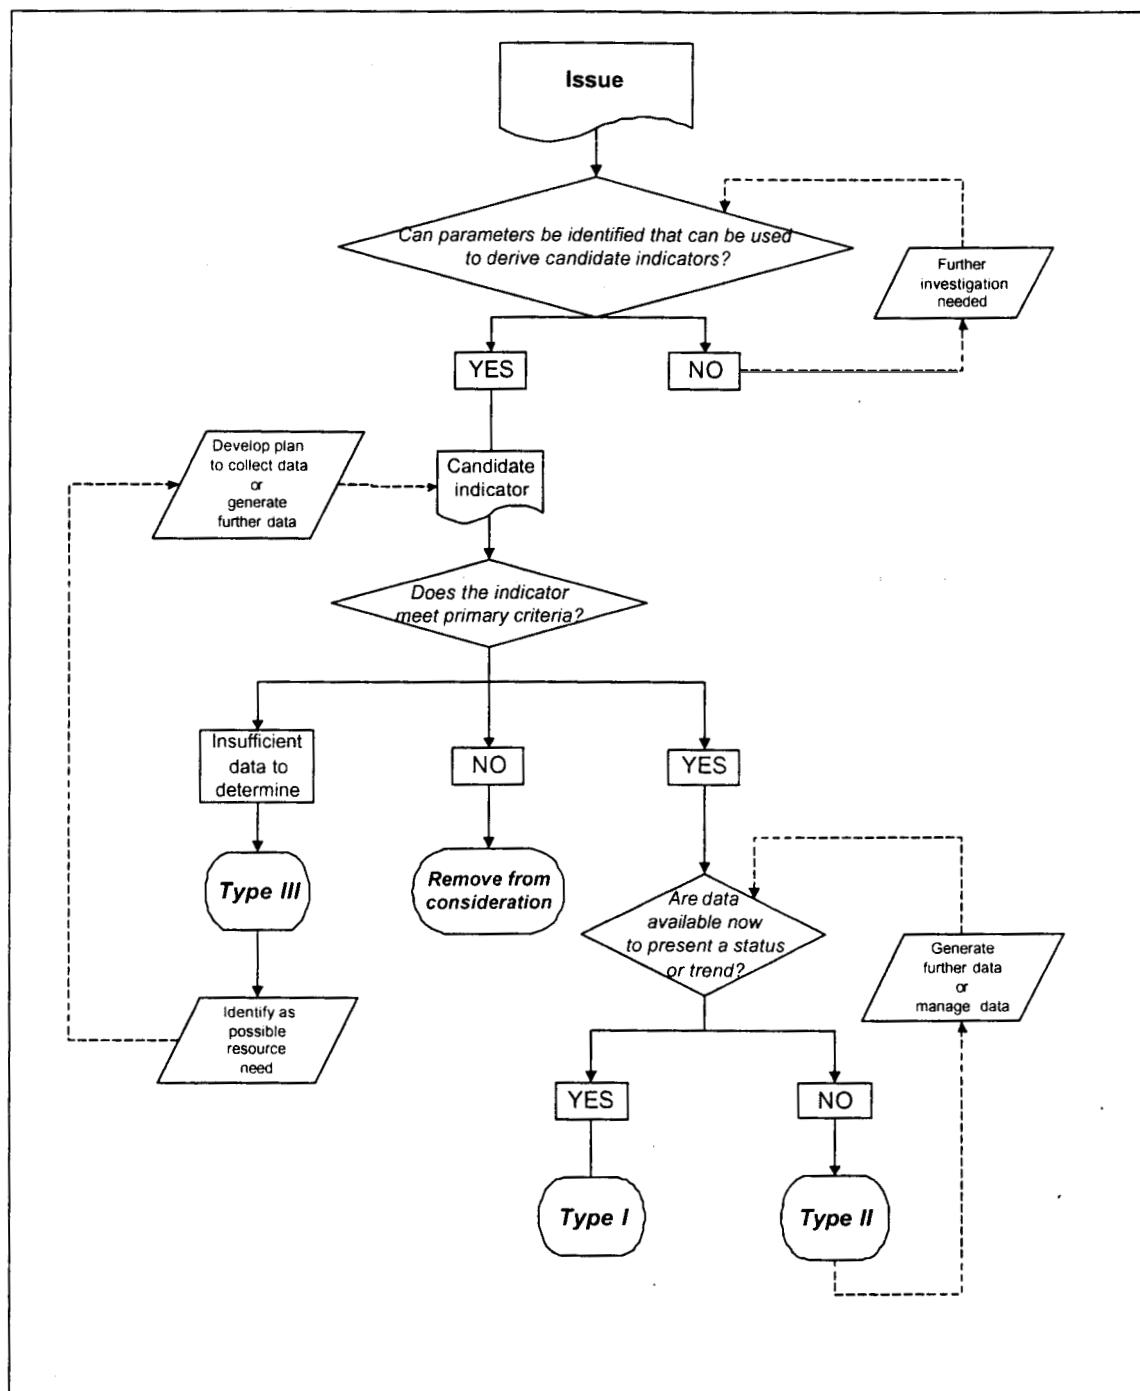 Issue
Can parameters be identified that can be used
to derive candidate indicators?
Further
investigation
needed
YES
NO
Develop plan
to collect data
or
generate
further data
Candidate
indicator
Does the indicator
meet primary criteria?
Insufficient
data to
determine
NO
YES
Type III
Remove from
consideration
Are data
available now
to present a status
or trend?
Generate
further data
or
manage data
Identify as
possible
resource
need
YES
NO
Type I
Type II